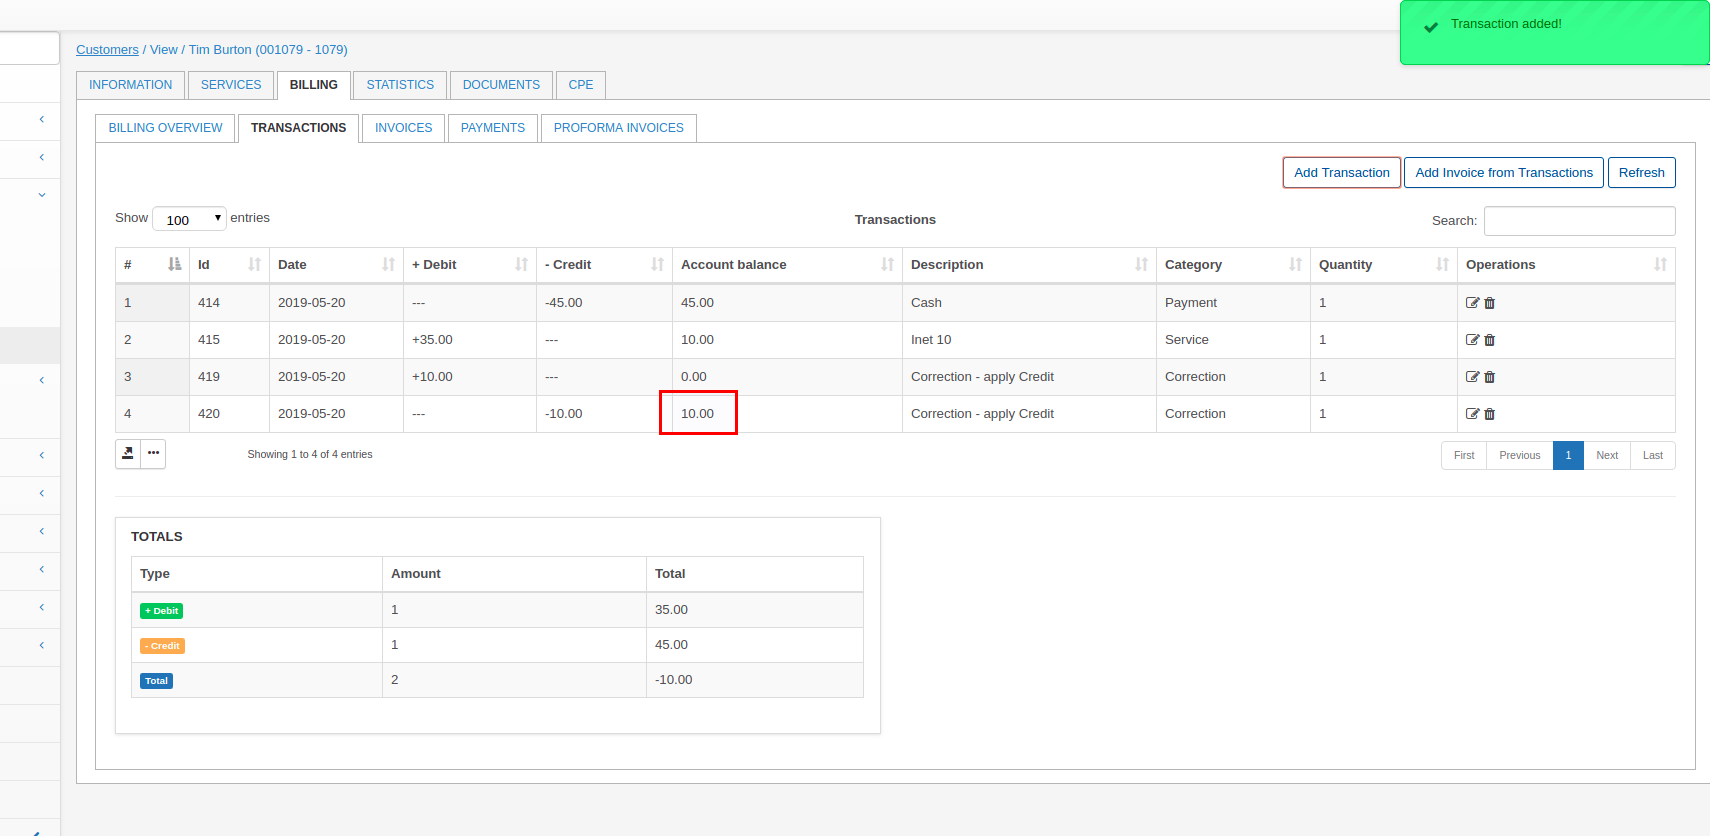 Transaction added!
Customers / View / Tim Burton (001079 - 1079)
INFORMATION SERVICES BILLING STATISTICS DOCUMENTS CPE
BILLING OVERVIEW TRANSACTIONS INVOICES PAYMENTS PROFORMA INVOICES
Add Transaction Add Invoice from Transactions Refresh
Show 100 entries Transactions Search:
# Id Date + Debit - Credit Account balance Description Category Quantity Operations
1 414 2019-05-20 --- -45.00 45.00 Cash Payment 1
2 415 2019-05-20 +35.00 --- 10.00 Inet 10 Service 1
3 419 2019-05-20 +10.00 --- 0.00 Correction - apply Credit Correction 1
4 420 2019-05-20 --- -10.00 10.00 Correction - apply Credit Correction 1
Showing 1 to 4 of 4 entries First Previous 1 Next Last
TOTALS
Type Amount Total
+ Debit 1 35.00
- Credit 1 45.00
Total 2 -10.00